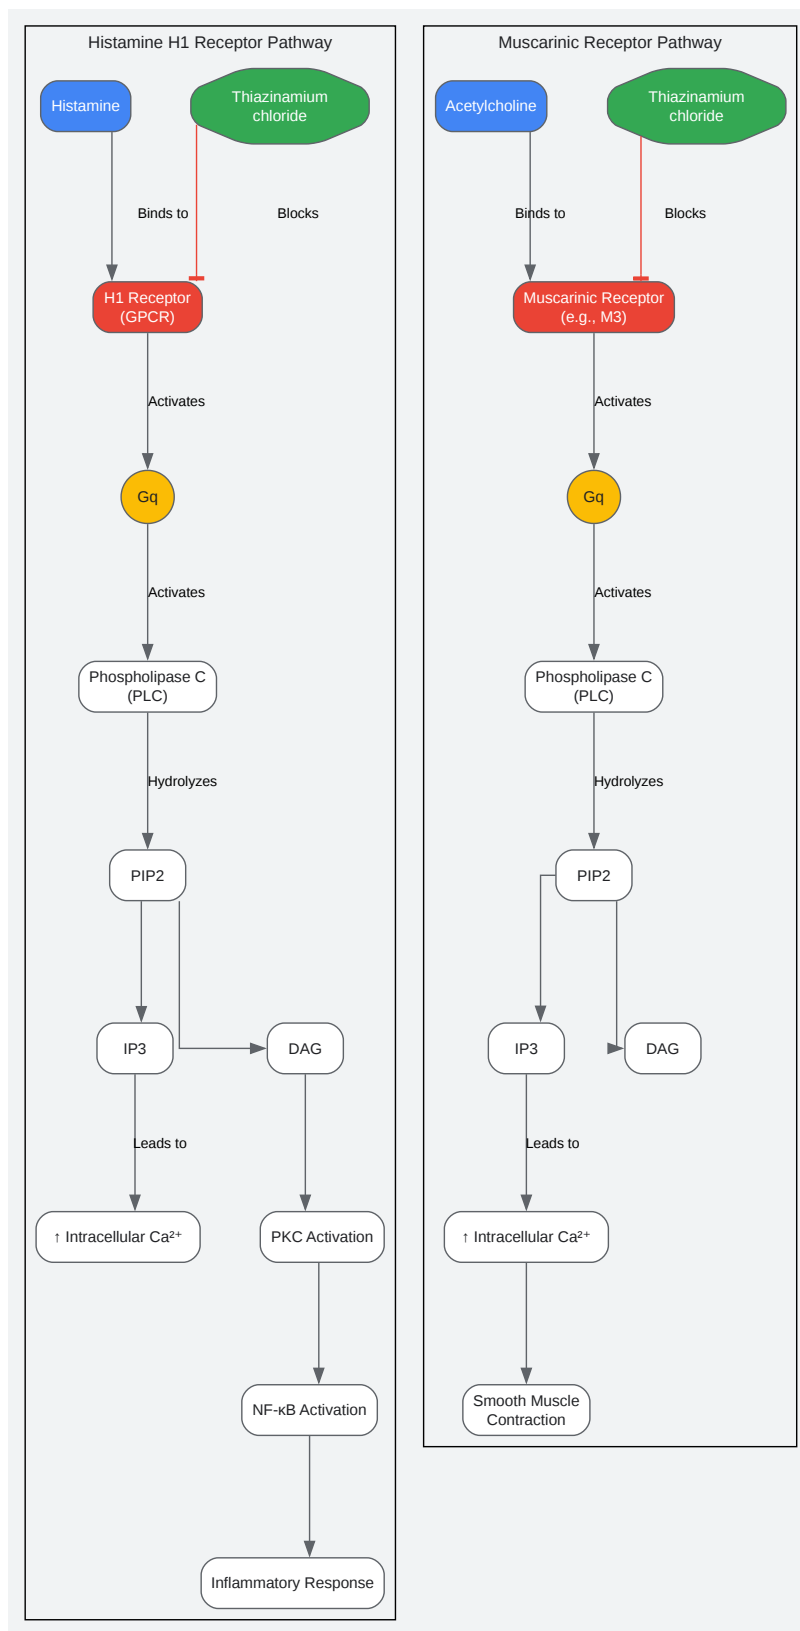 Histamine H1 Receptor Pathway
Histamine
Thiazinamium
chloride
Binds to
Blocks
H1 Receptor
(GPCR)
Activates
Gq
Activates
Phospholipase C
(PLC)
Hydrolyzes
PIP2
IP3
DAG
Leads to
↑ Intracellular Ca²⁺
PKC Activation
NF-κB Activation
Inflammatory Response
Muscarinic Receptor Pathway
Acetylcholine
Thiazinamium
chloride
Binds to
Blocks
Muscarinic Receptor
(e.g., M3)
Activates
Gq
Activates
Phospholipase C
(PLC)
Hydrolyzes
PIP2
IP3
DAG
Leads to
↑ Intracellular Ca²⁺
Smooth Muscle
Contraction